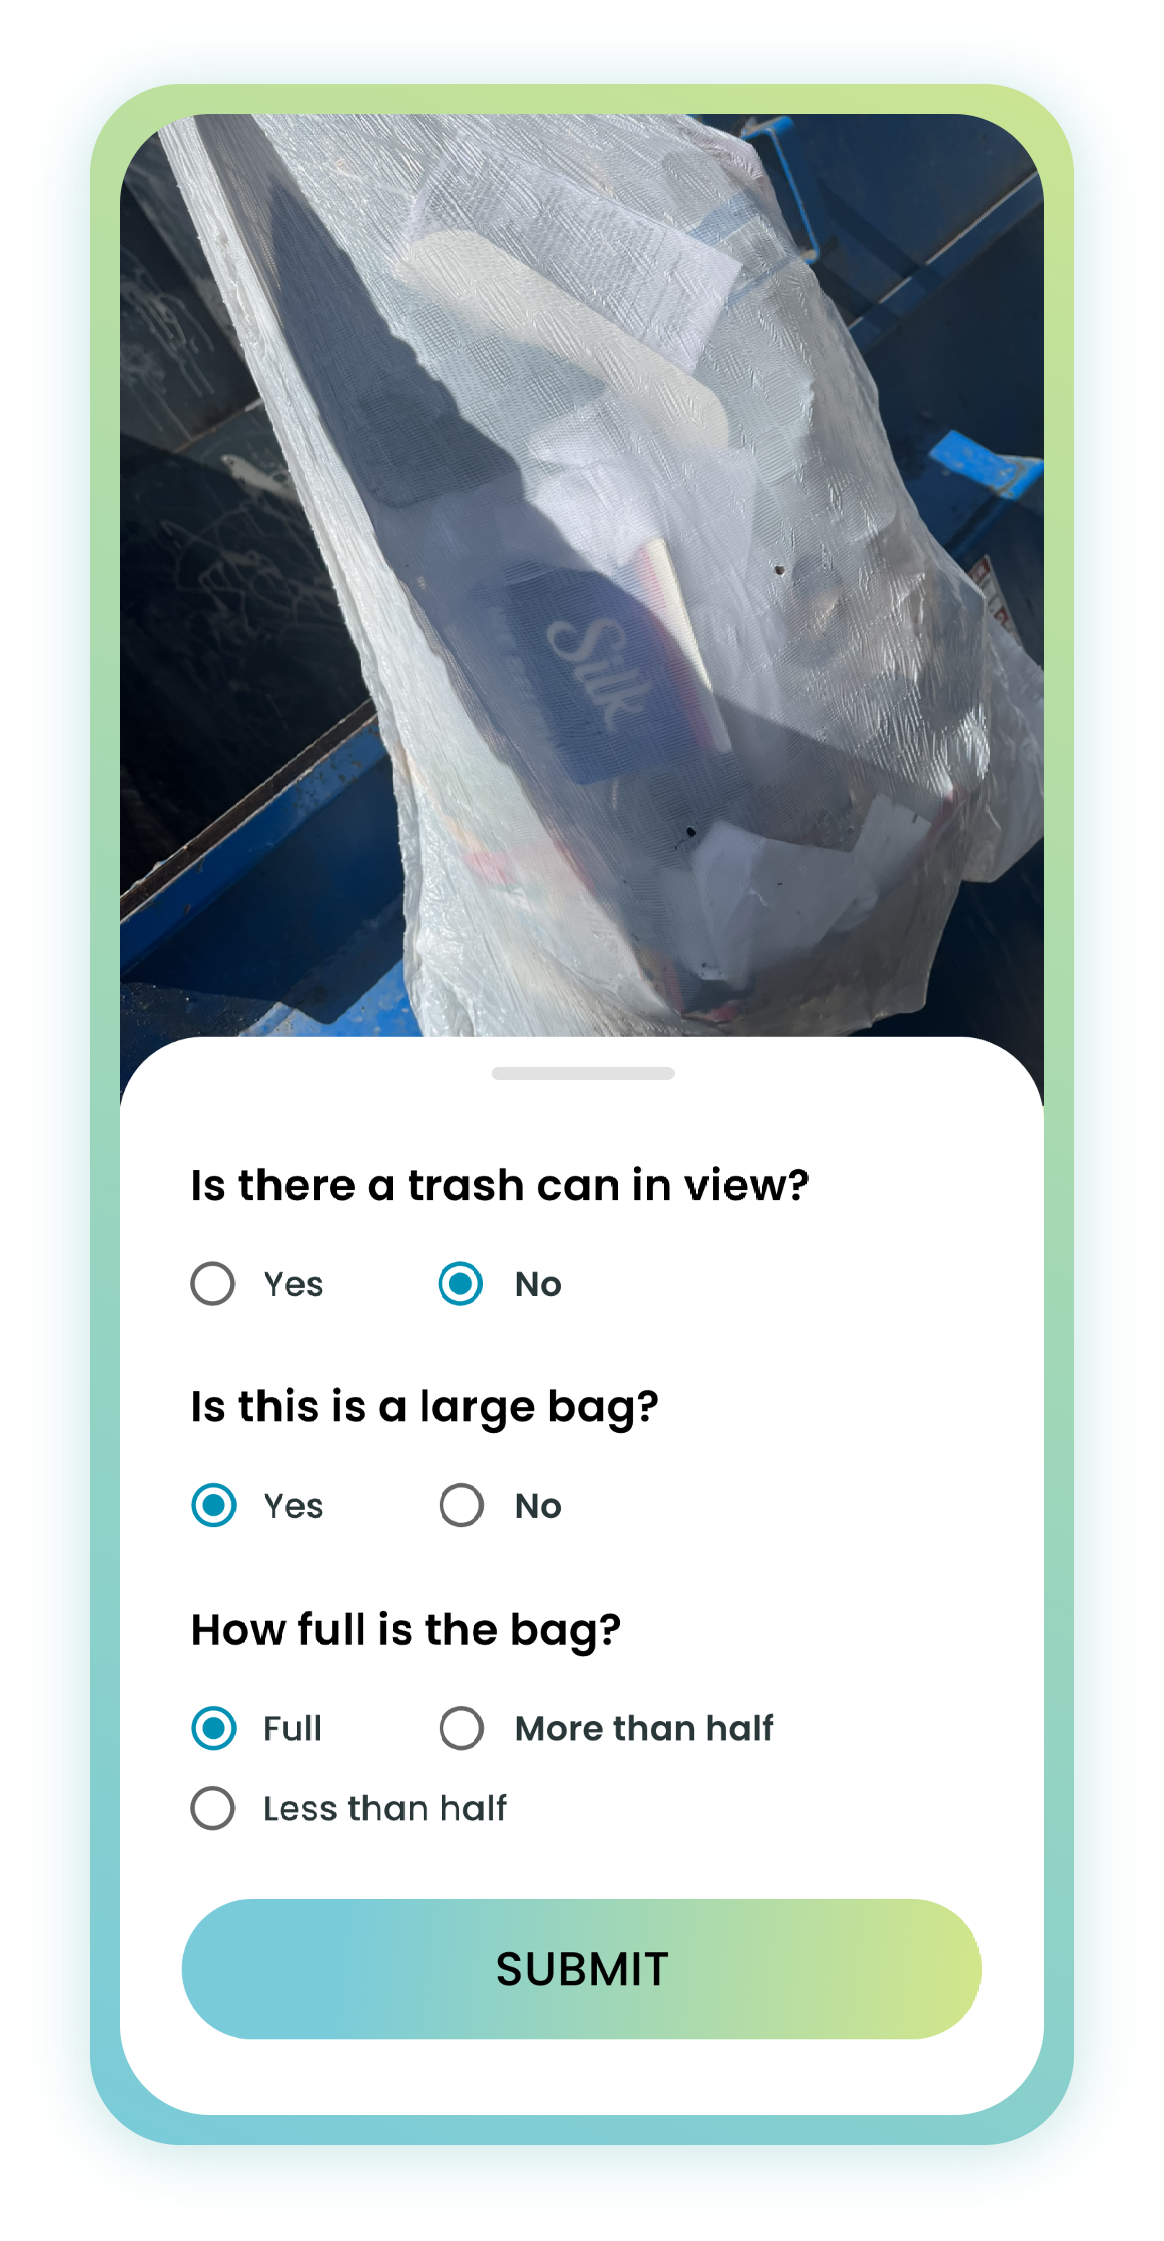 Silk
Is there a trash can in view?
Yes No
Is this is a large bag?
Yes No
How full is the bag?
Full More than half
Less than half
SUBMIT